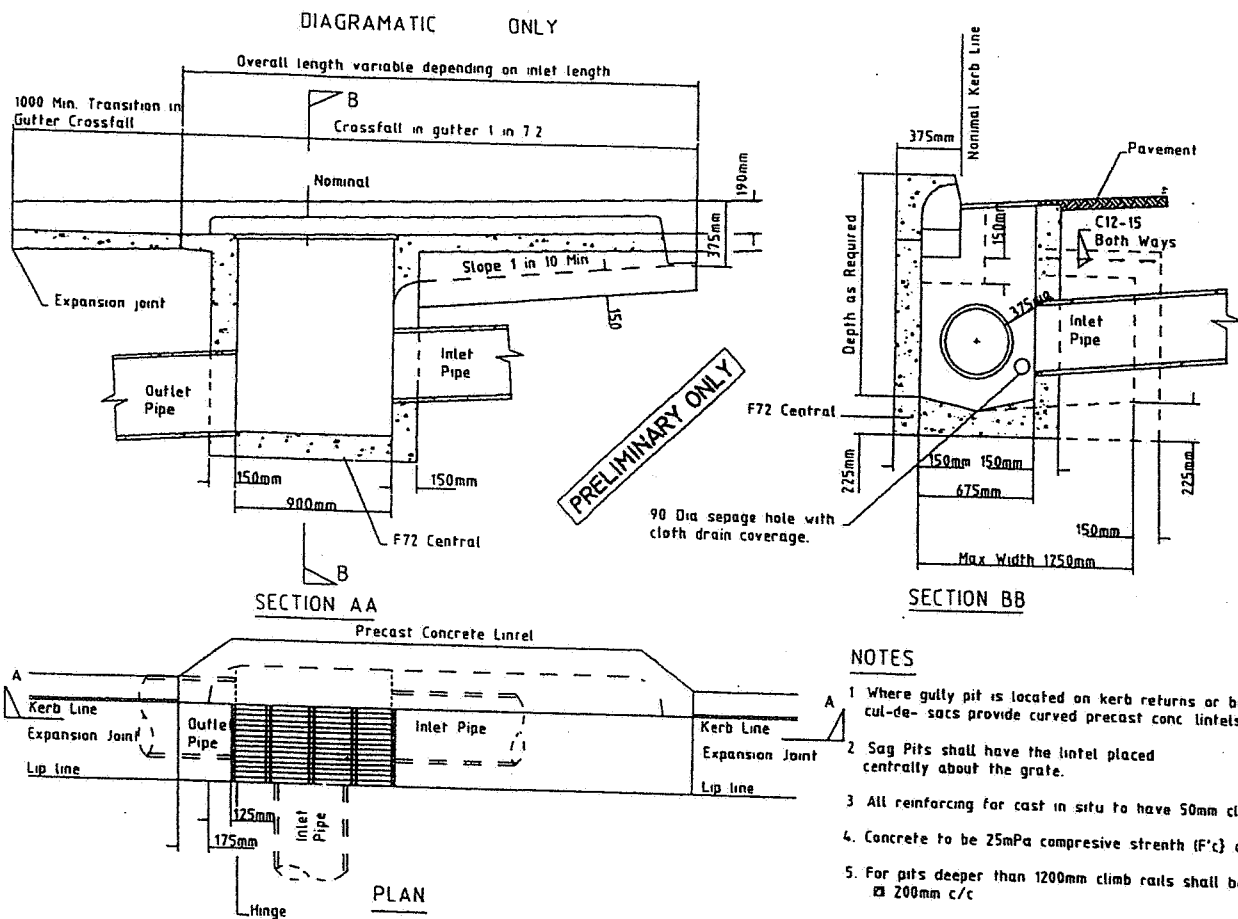 DIAGRAMATIC ONLY
Overall length variable depending on inlet length
1000 Min. Transition in
Gutter Crossfall
B
Crossfall in gutter 1 in 7.2
Nominal
190mm
375mm
Slope 1 in 10 Min
Expansion joint
150
Inlet
Pipe
Outlet
Pipe
150mm
150mm
900mm
F72 Central
B
SECTION AA
PRELIMINARY ONLY
Nominal Kerb Line
375mm
Pavement
C12-15
Both Ways
150mm
Depth as Required
Inlet
Pipe
F72 Central
225mm
150mm 150mm
675mm
225mm
150mm
90 Dia sepage hole with
cloth drain coverage.
Max Width 1250mm
SECTION BB
Precast Concrete Lintel
A
Kerb Line
Outlet
Pipe
Expansion Joint
Lip line
Inlet Pipe
A
Kerb Line
Expansion Joint
Lip line
125mm
175mm
Inlet
Pipe
PLAN
Hinge
NOTES
1 Where gully pit is located on kerb returns or
cul-de- sacs provide curved precast conc lintels
2 Sag Pits shall have the lintel placed
centrally about the grate.
3 All reinforcing for cast in situ to have 50mm
4. Concrete to be 25mPa compresive strenth (F'c)
5. For pits deeper than 1200mm climb rails shall
200mm c/c